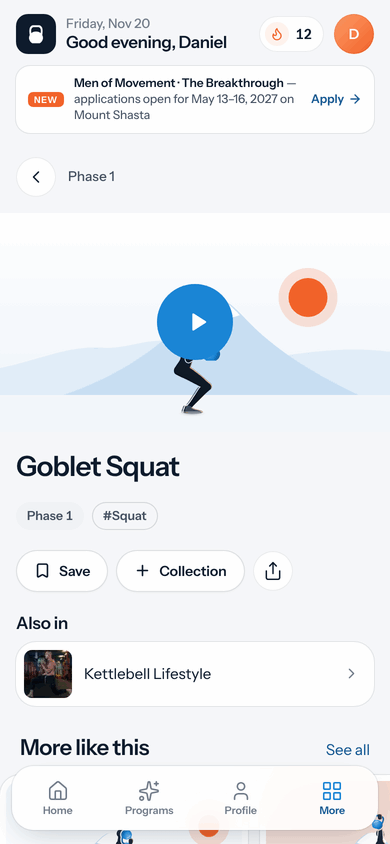 Friday, Nov 20
Good evening, Daniel
12
D
NEW
Men of Movement · The Breakthrough —
applications open for May 13–16, 2027 on
Mount Shasta
Apply →
Phase 1
Goblet Squat
Phase 1
#Squat
Save
Collection
Also in
Kettlebell Lifestyle
More like this
See all
Home
Programs
Profile
More